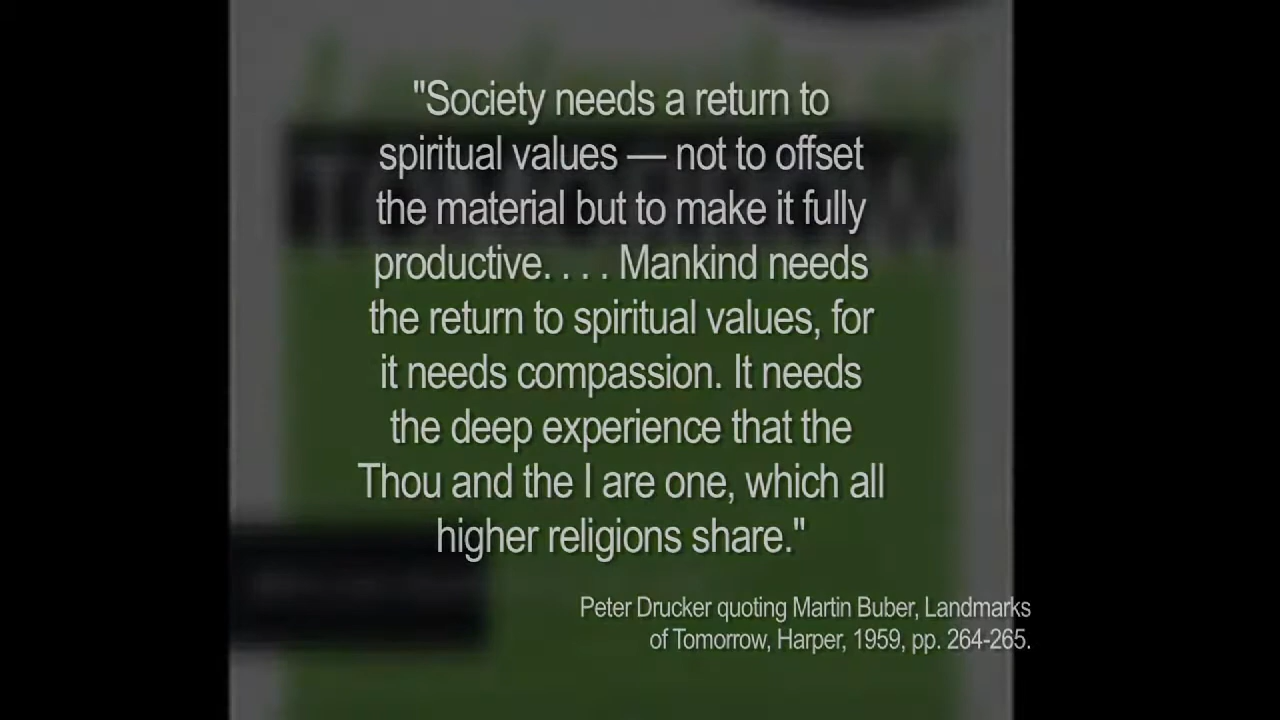 "Society needs a return to
spiritual values — not to offset
the material but to make it fully
productive. . . . Mankind needs
the return to spiritual values, for
it needs compassion. It needs
the deep experience that the
Thou and the I are one, which all
higher religions share."
Peter Drucker quoting Martin Buber, Landmarks
of Tomorrow, Harper, 1959, pp. 264-265.